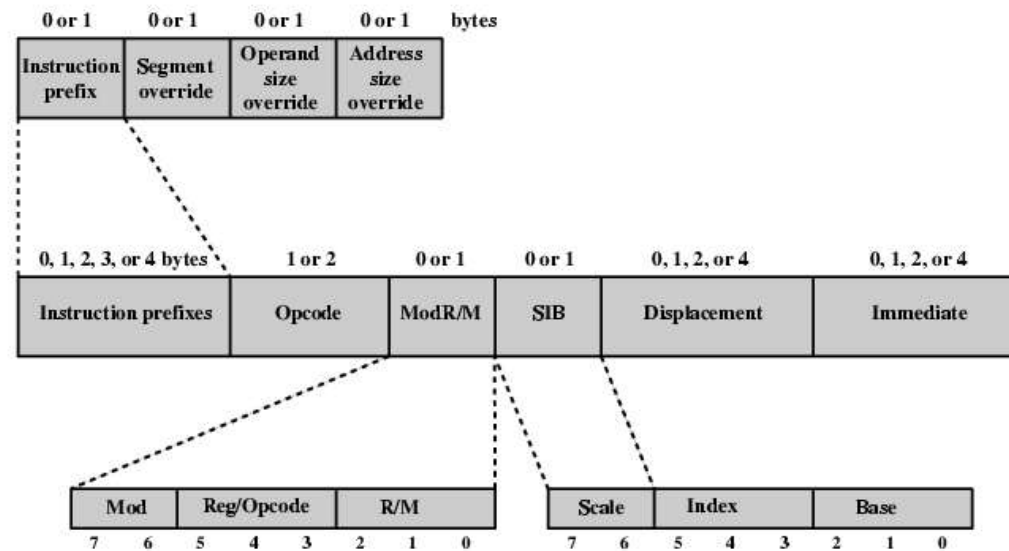 0 or 1 0 or 1 0 or 1 0 or 1 bytes
Instruction prefix
Segment override
Operand size override
Address size override
0, 1, 2, 3, or 4 bytes 1 or 2 0 or 1 0 or 1 0, 1, 2, or 4 0, 1, 2, or 4
Instruction prefixes Opcode ModR/M SIB Displacement Immediate
Mod Reg/Opcode R/M Scale Index Base
7 6 5 4 3 2 1 0 7 6 5 4 3 2 1 0